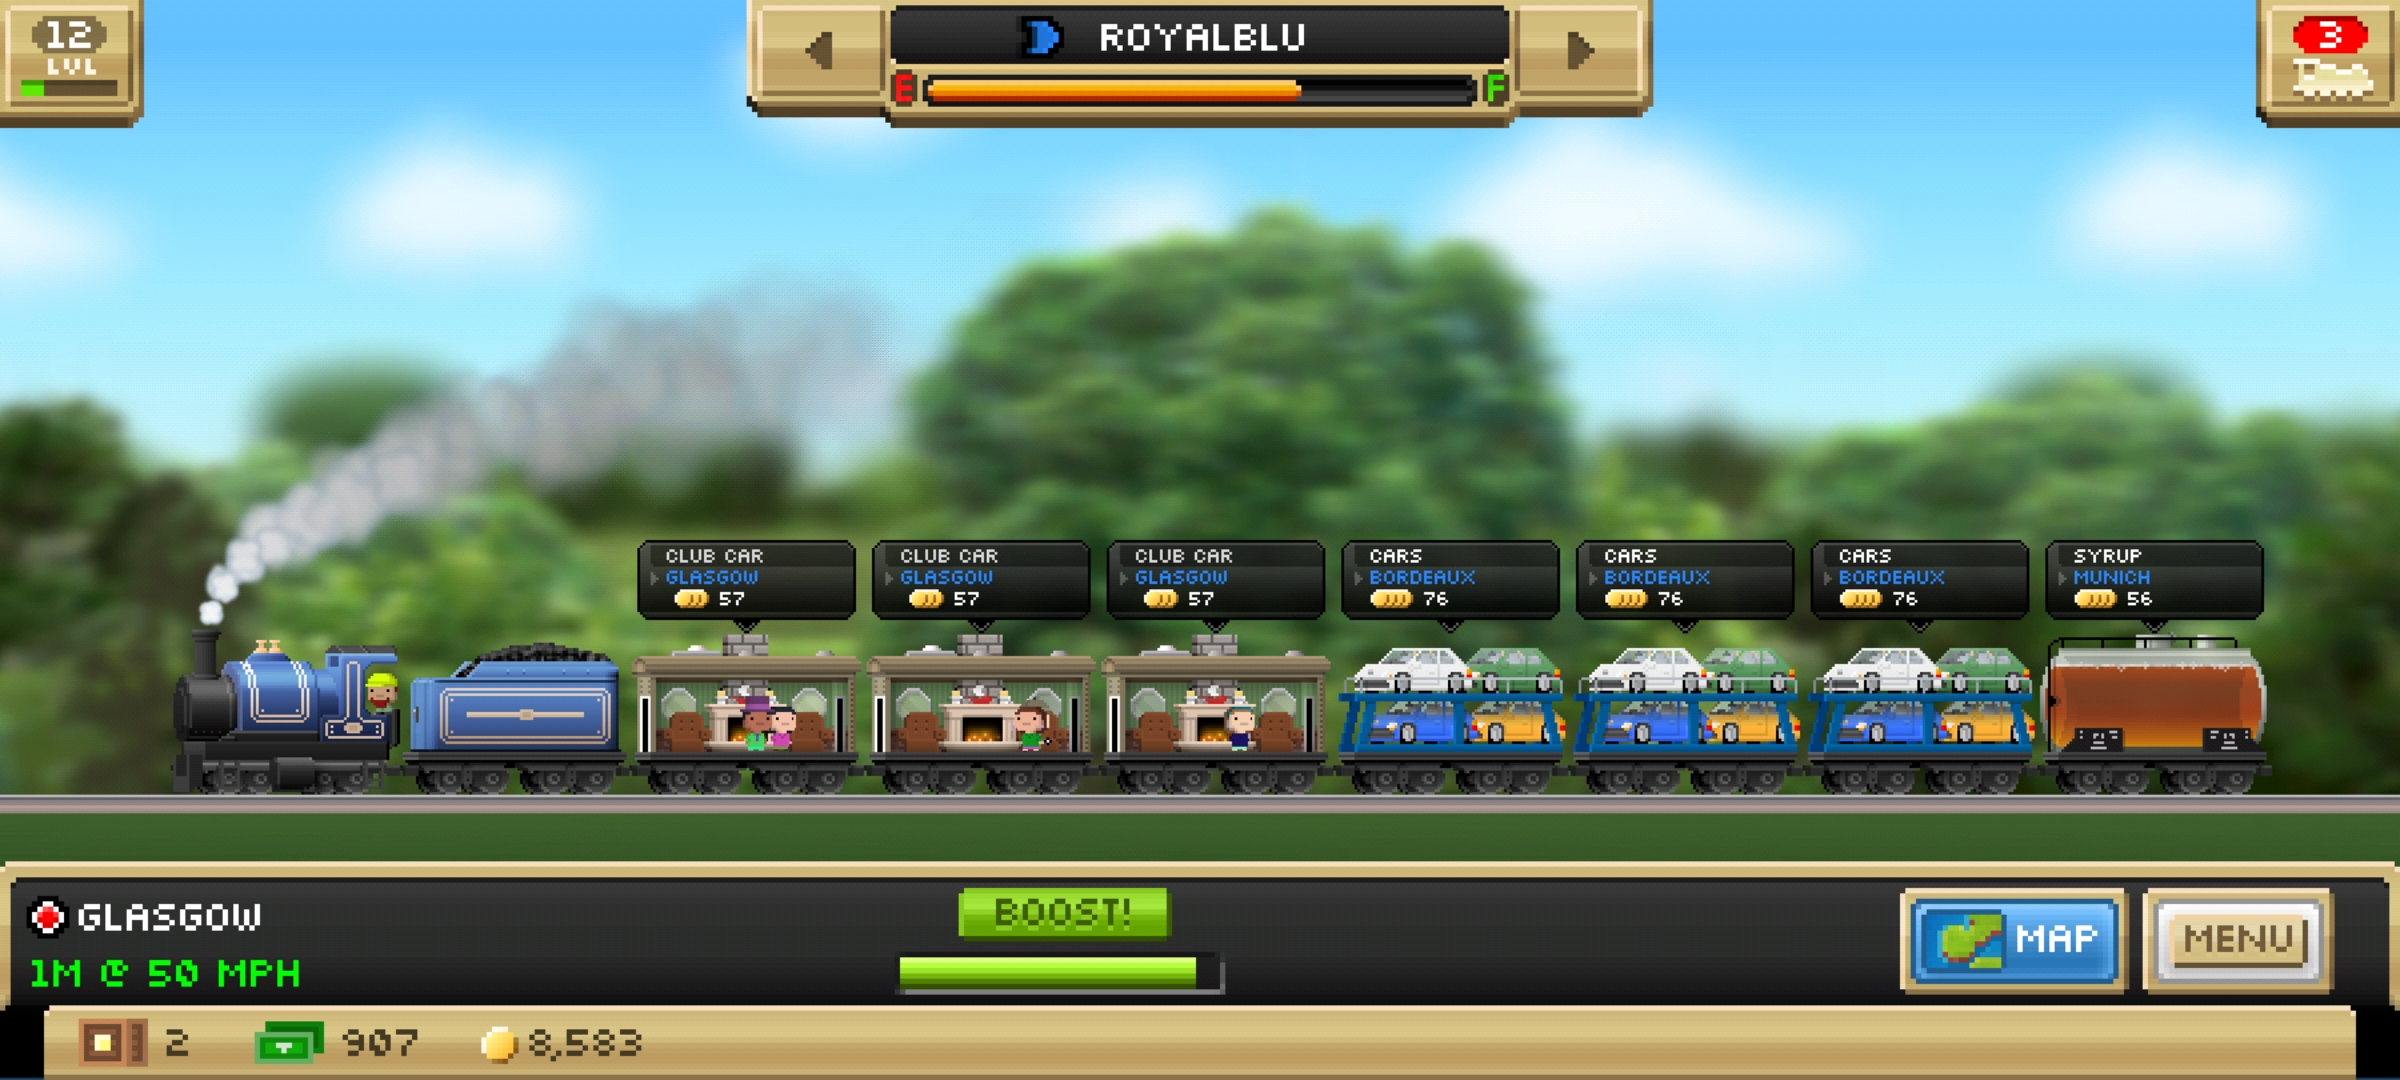 12
LVL
ROYALBLU
E F
3
CLUB CAR
GLASGOW
57
CLUB CAR
GLASGOW
57
CLUB CAR
GLASGOW
57
CARS
BORDEAUX
76
CARS
BORDEAUX
76
CARS
BORDEAUX
76
SYRUP
MUNICH
56
GLASGOW
1M @ 50 MPH
BOOST!
MAP
MENU
2
907
8,583